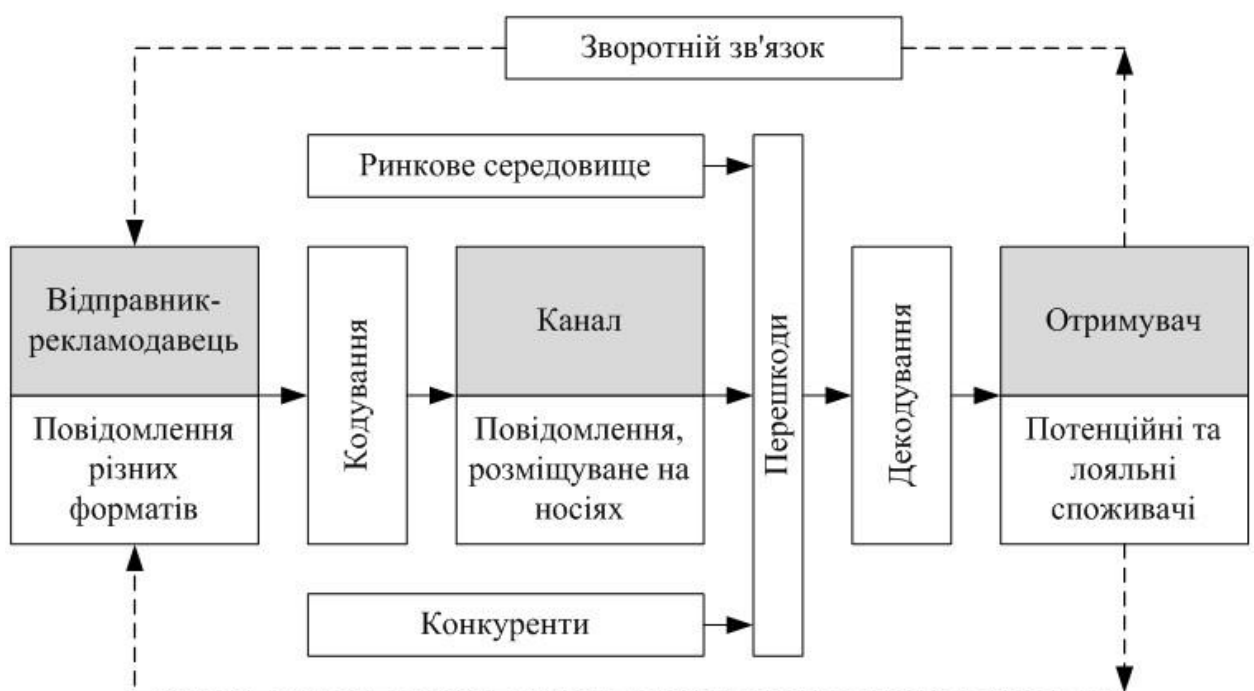 Зворотній зв'язок
Ринкове середовище
Відправник-
рекламодавець
Повідомлення
різних
форматів
Кодування
Канал
Повідомлення,
розміщуване на
носіях
Перешкоди
Декодування
Отримувач
Потенційні та
лояльні
споживачі
Конкуренти